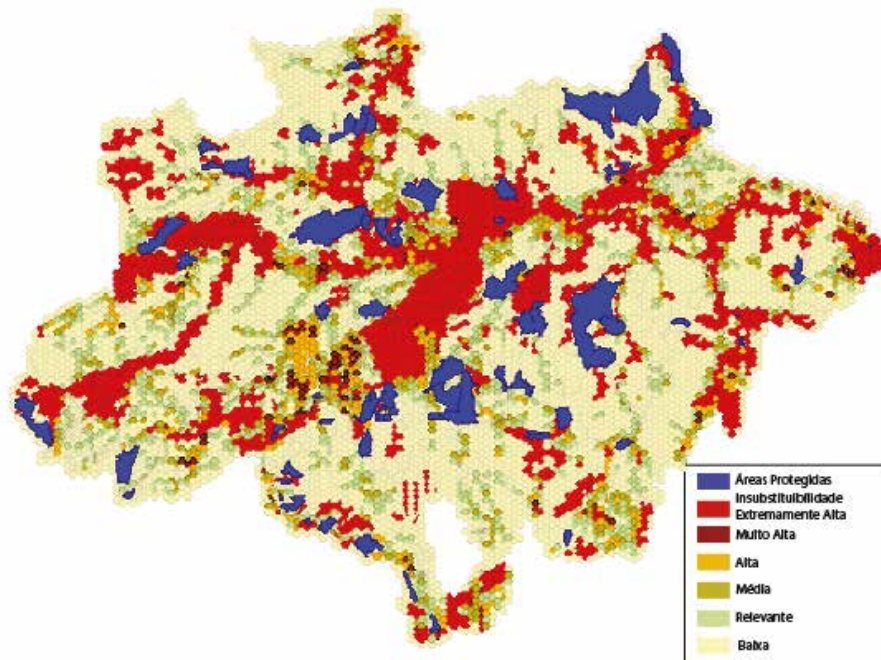 Áreas Protegidas
Insubstituibilidade
Extremamente Alta
Muito Alta
Alta
Média
Relevante
Baixa